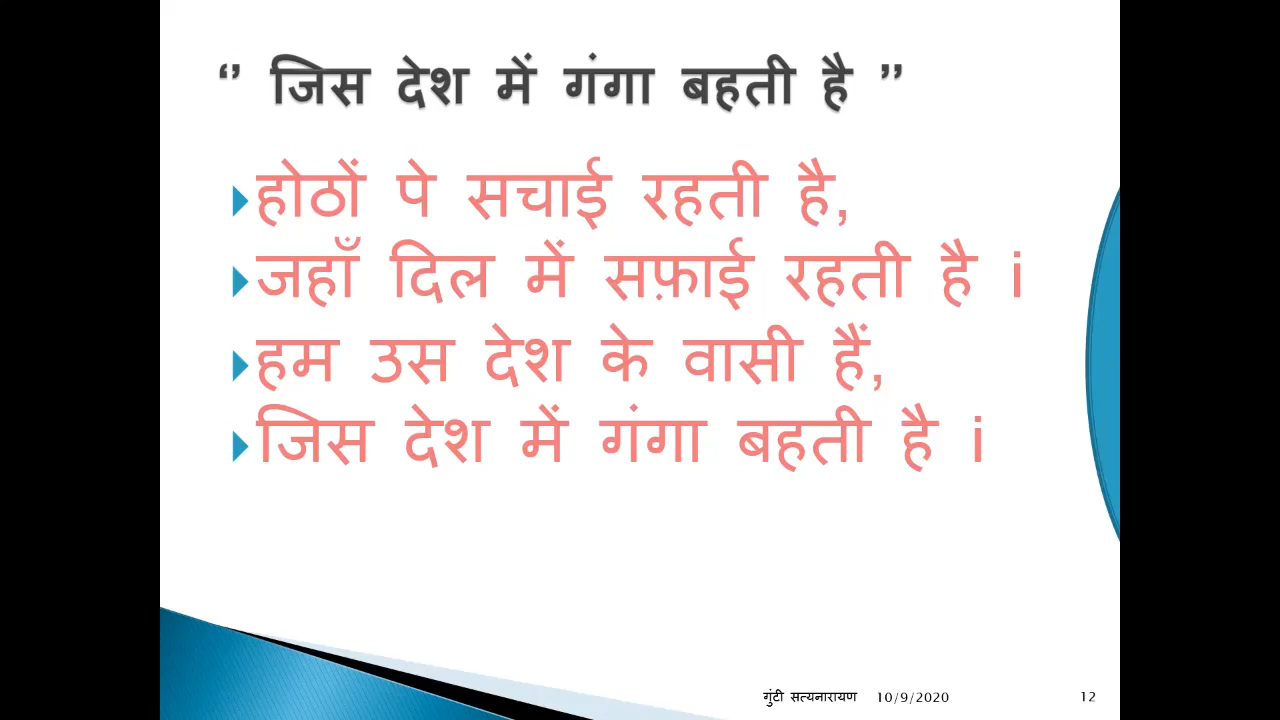 ‘’ जिस देश में गंगा बहती है ’’
होठों पे सचाई रहती है,
जहाँ दिल में सफ़ाई रहती है i
हम उस देश के वासी हैं,
जिस देश में गंगा बहती है i
गुंटी सत्यनारायण 10/9/2020 12